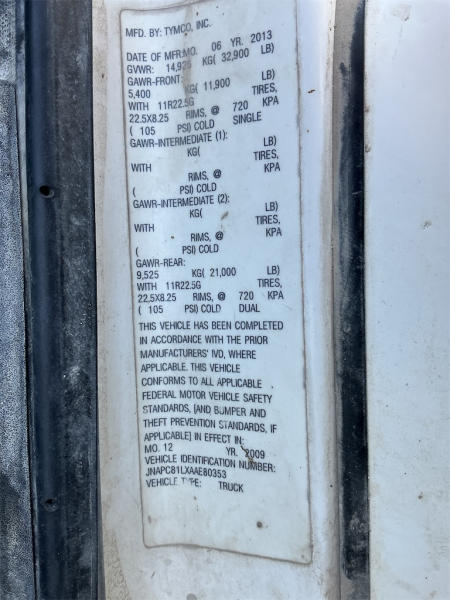 MFD. BY: TYMCO, INC.
DATE OF MFR:MO. 06 YR. 2013
GVWR: 14,925 KG( 32,900 LB)
GAWR-FRONT:
5,400 KG( 11,900 LB)
WITH 11R22.5G TIRES,
22.5X8.25 RIMS, @ 720 KPA
( 105 PSI) COLD SINGLE
GAWR-INTERMEDIATE (1):
KG( LB)
WITH TIRES,
RIMS, @ KPA
( PSI) COLD
GAWR-INTERMEDIATE (2):
KG( LB)
WITH TIRES,
RIMS, @ KPA
( PSI) COLD
GAWR-REAR:
9,525 KG( 21,000 LB)
WITH 11R22.5G TIRES,
22.5X8.25 RIMS, @ 720 KPA
( 105 PSI) COLD DUAL
THIS VEHICLE HAS BEEN COMPLETED
IN ACCORDANCE WITH THE PRIOR
MANUFACTURERS' IVD, WHERE
APPLICABLE. THIS VEHICLE
CONFORMS TO ALL APPLICABLE
FEDERAL MOTOR VEHICLE SAFETY
STANDARDS, [AND BUMPER AND
THEFT PREVENTION STANDARDS, IF
APPLICABLE] IN EFFECT IN:
MO. 12 YR. 2009
VEHICLE IDENTIFICATION NUMBER:
JNAPC81LXAAE80353
VEHICLE TYPE: TRUCK